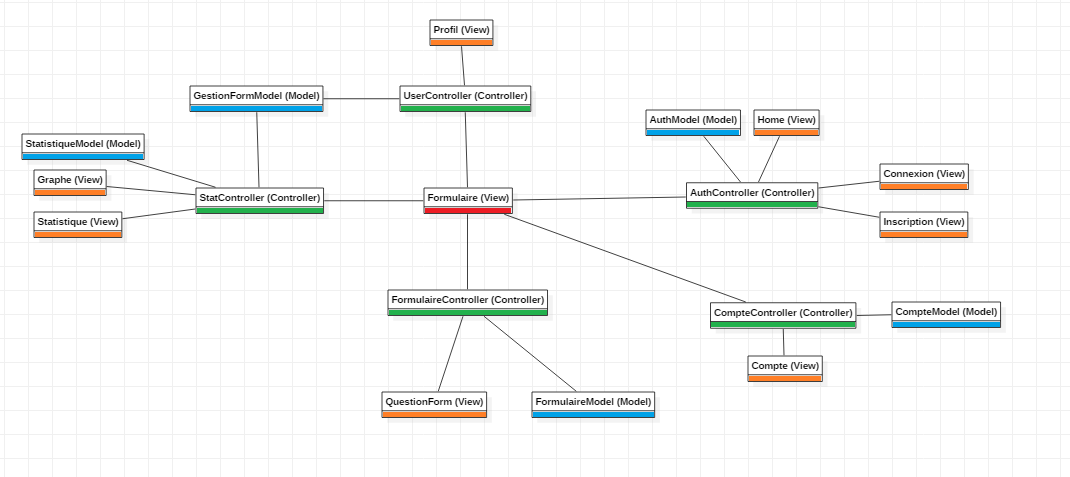 Profil (View)
GestionFormModel (Model)
UserController (Controller)
AuthModel (Model)
Home (View)
StatistiqueModel (Model)
Graphe (View)
Connexion (View)
StatController (Controller)
Formulaire (View)
AuthController (Controller)
Statistique (View)
Inscription (View)
FormulaireController (Controller)
CompteController (Controller)
CompteModel (Model)
Compte (View)
QuestionForm (View)
FormulaireModel (Model)